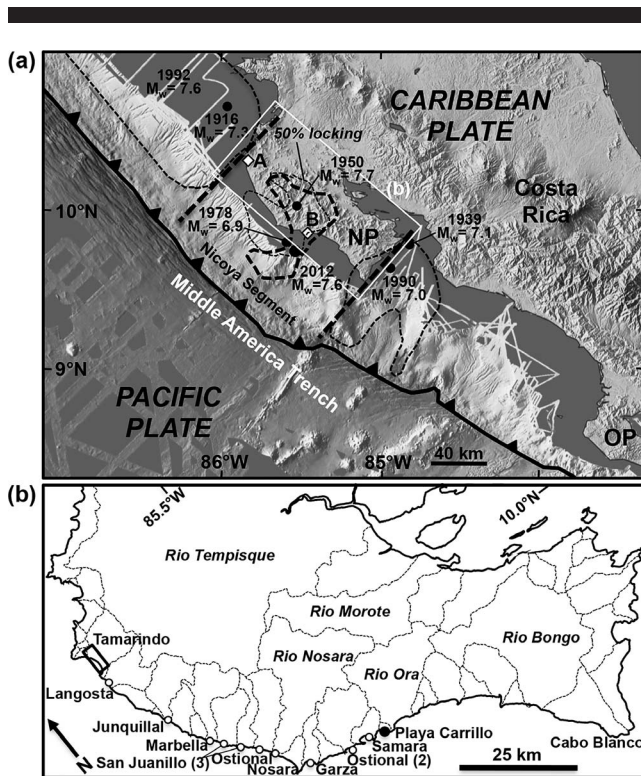 (a)
1992
Mw= 7.6
1916
Mw= 7.3
CARIBBEAN
PLATE
50% locking
1950
Mw= 7.7
A
(b)
Costa
Rica
10°N
1978
Mw= 6.9
B
NP
1939
Mw= 7.1
Nicoya Segment
2012
Mw=7.6
1990
Mw= 7.0
Middle America
Trench
9°N
PACIFIC
PLATE
OP
86°W
85°W
40 km
(b)
85.5°W
10.0°N
Rio Tempisque
Rio Morote
Tamarindo
Rio Nosara
Rio Bongo
Rio Ora
Langosta
Junquillal
Playa Carrillo
Marbella
Samara
Cabo Blanco
N
San Juanillo (3)
Ostional
Ostional (2)
Nosara
Garza
25 km